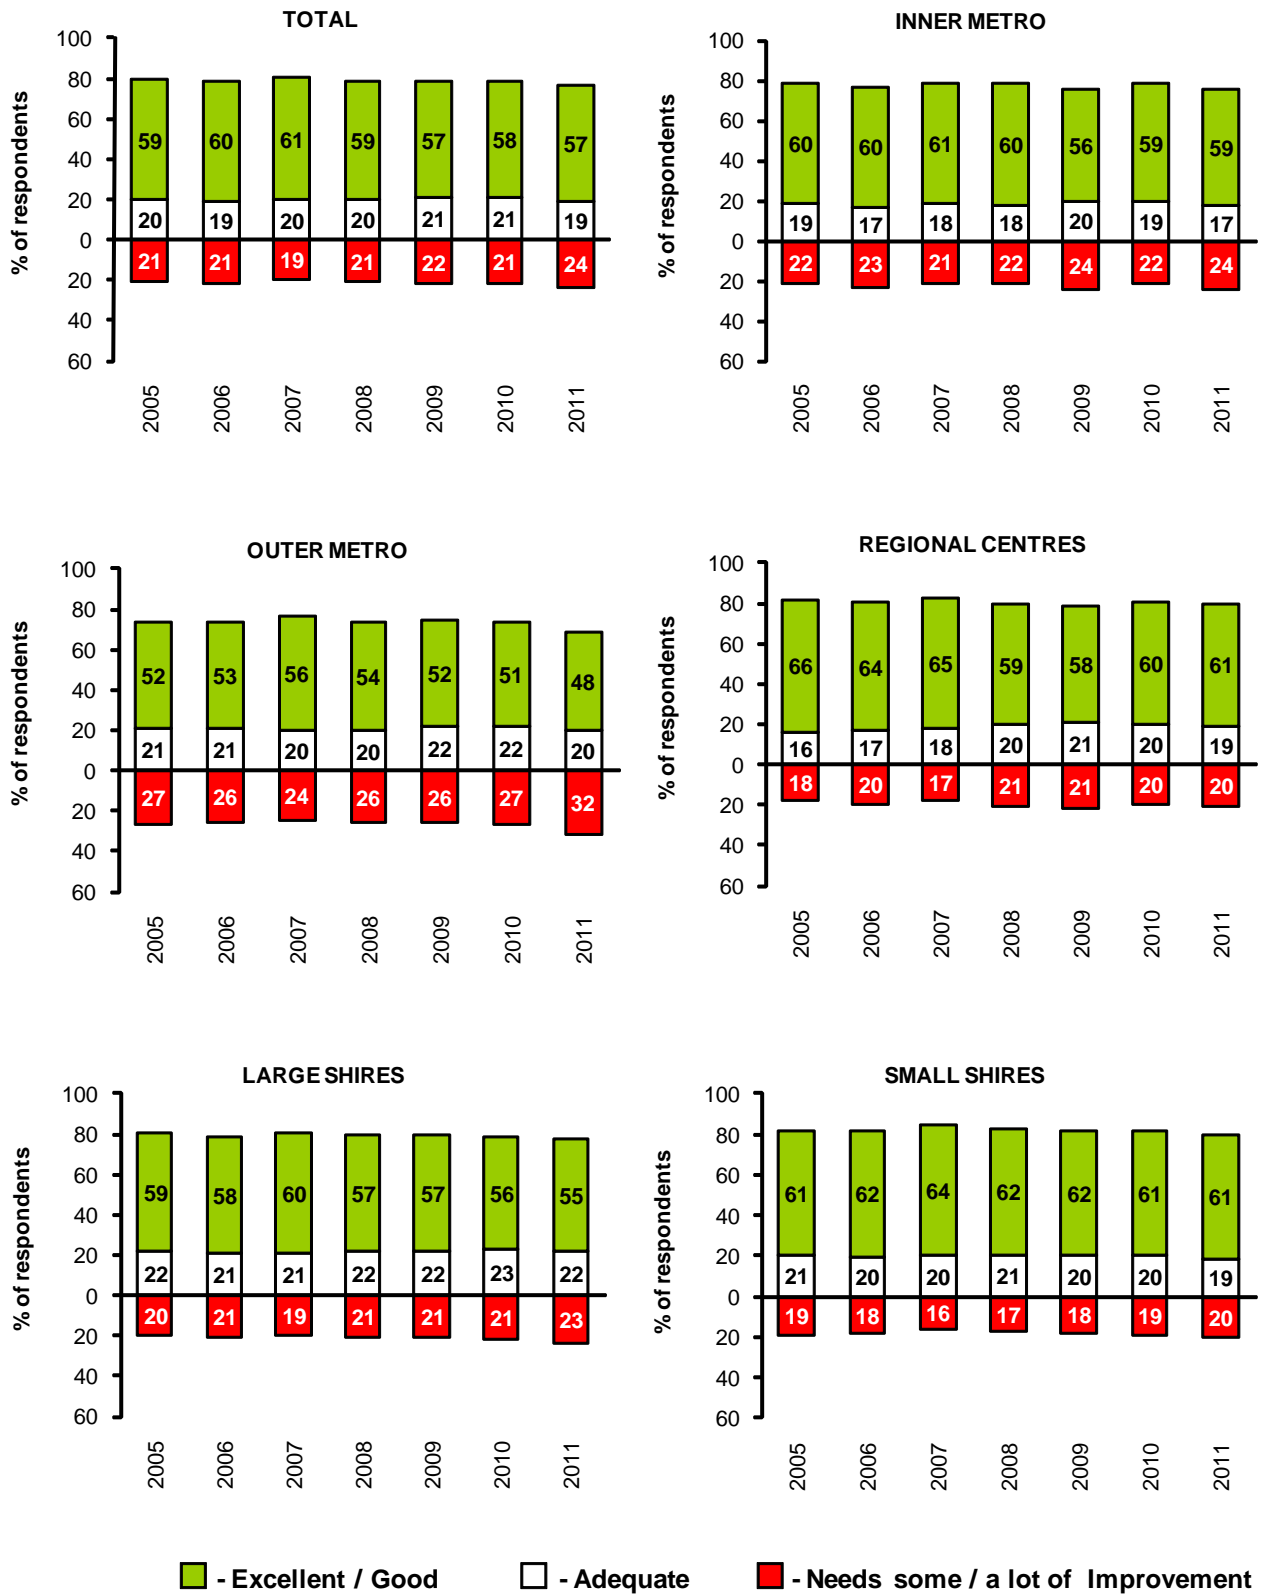 TOTAL
% of respondents
100
80
60
40
20
0
20
40
60
59 60 61 59 57 58 57
20 19 20 20 21 21 19
21 21 19 21 22 21 24
2005 2006 2007 2008 2009 2010 2011
INNER METRO
% of respondents
100
80
60
40
20
0
20
40
60
60 60 61 60 56 59 59
19 17 18 18 20 19 17
22 23 21 22 24 22 24
2005 2006 2007 2008 2009 2010 2011
OUTER METRO
% of respondents
100
80
60
40
20
0
20
40
60
52 53 56 54 52 51 48
21 21 20 20 22 22 20
27 26 24 26 26 27 32
2005 2006 2007 2008 2009 2010 2011
REGIONAL CENTRES
% of respondents
100
80
60
40
20
0
20
40
60
66 64 65 59 58 60 61
16 17 18 20 21 20 19
18 20 17 21 21 20 20
2005 2006 2007 2008 2009 2010 2011
LARGE SHIRES
% of respondents
100
80
60
40
20
0
20
40
60
59 58 60 57 57 56 55
22 21 21 22 22 23 22
20 21 19 21 21 21 23
2005 2006 2007 2008 2009 2010 2011
SMALL SHIRES
% of respondents
100
80
60
40
20
0
20
40
60
61 62 64 62 62 61 61
21 20 20 21 20 20 19
19 18 16 17 18 19 20
2005 2006 2007 2008 2009 2010 2011
- Excellent / Good - Adequate - Needs some / a lot of Improvement